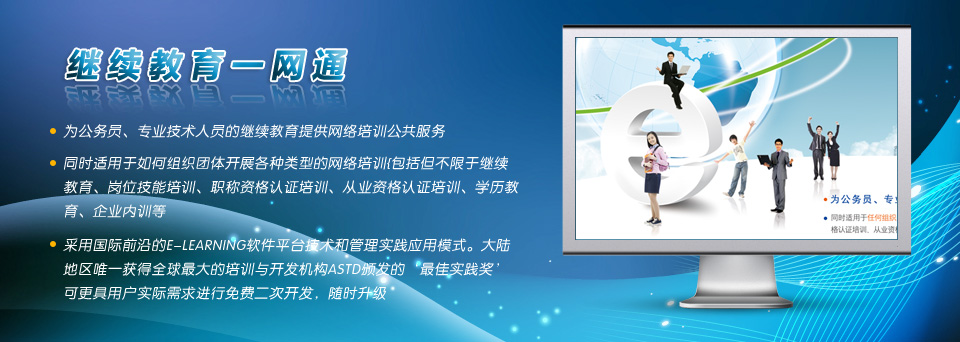 继续教育一网通
为公务员、专业技术人员的继续教育提供网络培训公共服务
同时适用于如何组织团体开展各种类型的网络培训(包括但不限于继续
教育、岗位技能培训、职称资格认证培训、从业资格认证培训、学历教
育、企业内训等
采用国际前沿的E-LEARNING软件平台技术和管理实践应用模式。大陆
地区唯一获得全球最大的培训与开发机构ASTD颁发的‘最佳实践奖’
可更具用户实际需求进行免费二次开发，随时升级
e
为公务员、专业
同时适用于任何组织
格认证培训、从业资格